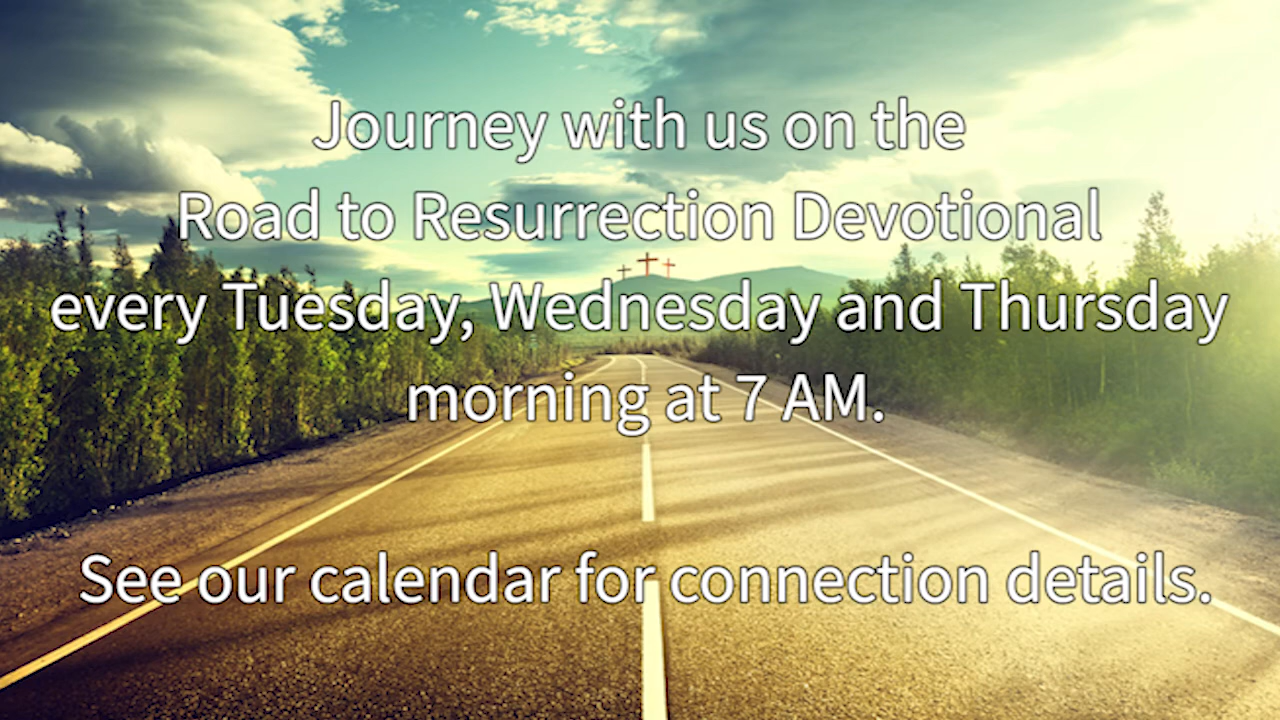 Journey with us on the
Road to Resurrection Devotional
every Tuesday, Wednesday and Thursday
morning at 7 AM.
See our calendar for connection details.